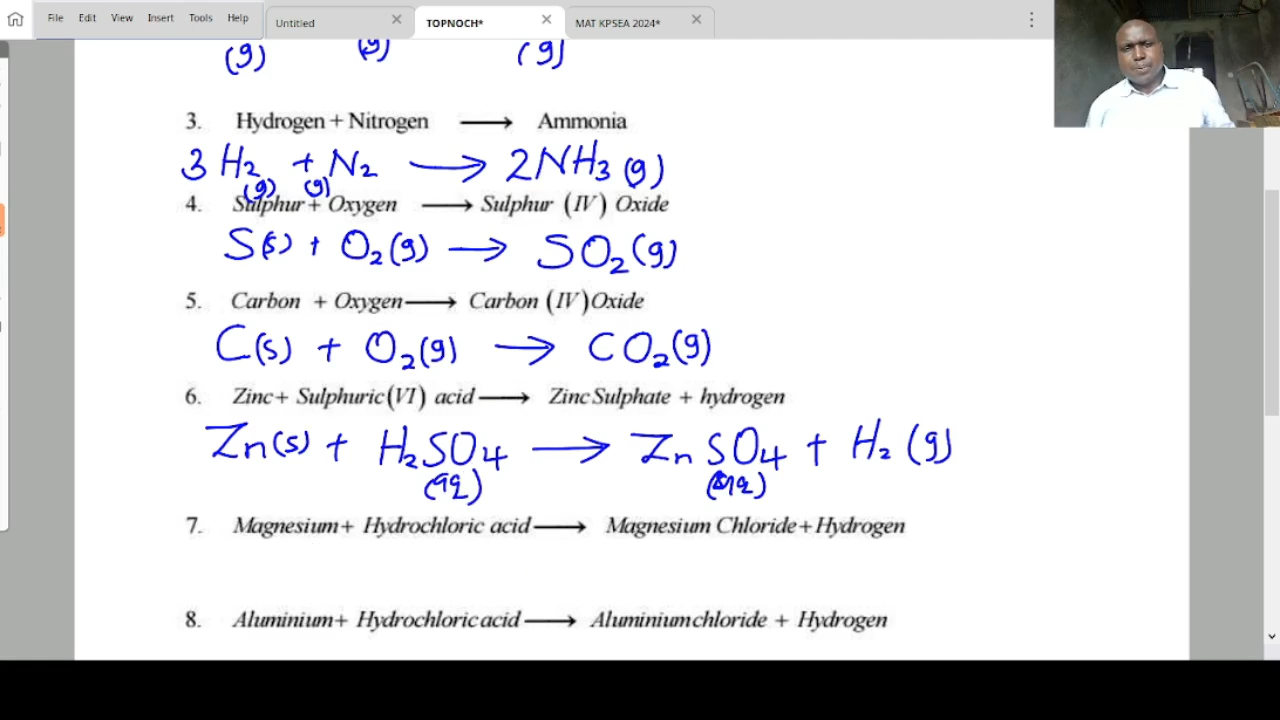 File Edit View Insert Tools Help Untitled TOPNOCH* MAT KPSEA 2024*
(g) (g) (g)
3. Hydrogen + Nitrogen ⟶ Ammonia
3H₂ + N₂ ⟶ 2NH₃(g)
(g) (g)
4. Sulphur + Oxygen ⟶ Sulphur (IV) Oxide
S(s) + O₂(g) ⟶ SO₂(g)
5. Carbon + Oxygen ⟶ Carbon (IV) Oxide
C(s) + O₂(g) ⟶ CO₂(g)
6. Zinc + Sulphuric (VI) acid ⟶ Zinc Sulphate + hydrogen
Zn(s) + H₂SO₄ ⟶ ZnSO₄ + H₂(g)
(aq) (aq)
7. Magnesium + Hydrochloric acid ⟶ Magnesium Chloride + Hydrogen
8. Aluminium + Hydrochloric acid ⟶ Aluminium chloride + Hydrogen